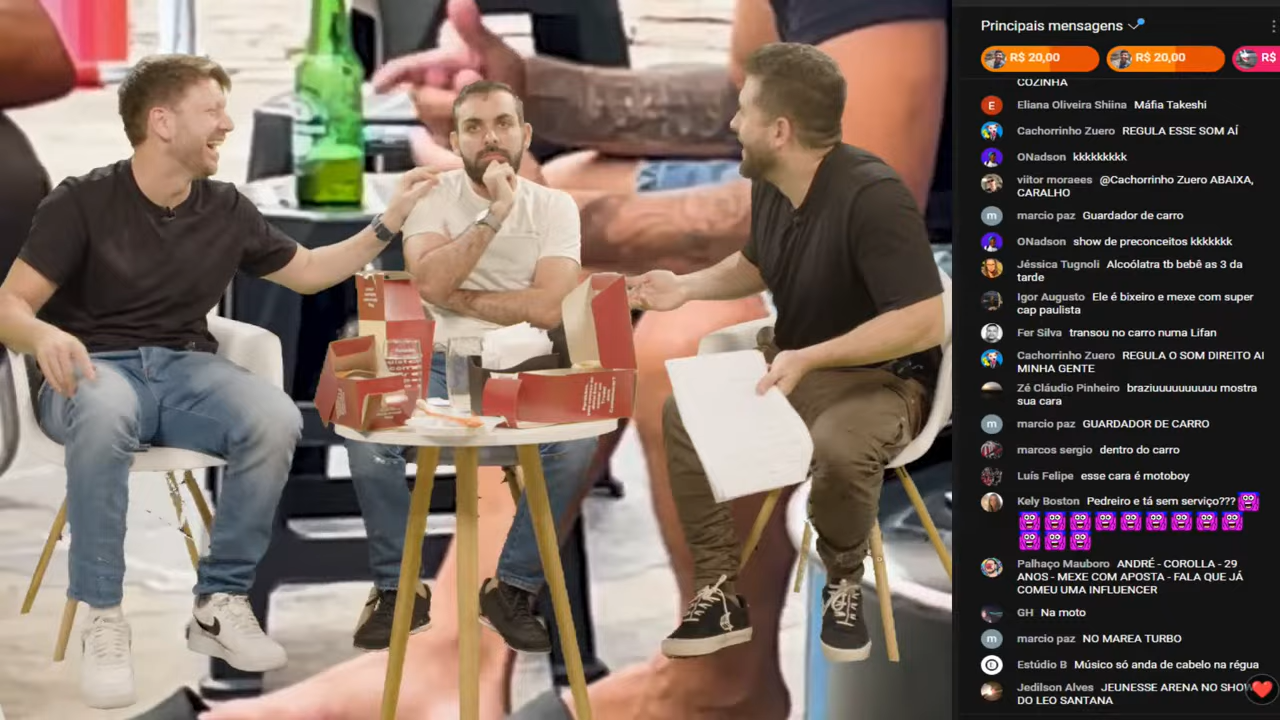 Principais mensagens
R$ 20,00
R$ 20,00
R$
COZINHA
Eliana Oliveira Shiina Máfia Takeshi
Cachorrinho Zuero REGULA ESSE SOM AÍ
ONadson kkkkkkkkk
viitor moraees @Cachorrinho Zuero ABAIXA,
CARALHO
marcio paz Guardador de carro
ONadson show de preconceitos kkkkkkk
Jéssica Tugnoli Alcoólatra tb bebê as 3 da
tarde
Igor Augusto Ele é bixeiro e mexe com super
cap paulista
Fer Silva transou no carro numa Lifan
Cachorrinho Zuero REGULA O SOM DIREITO AI
MINHA GENTE
Zé Cláudio Pinheiro braziuuuuuuuuu mostra
sua cara
marcio paz GUARDADOR DE CARRO
marcos sergio dentro do carro
Luís Felipe esse cara é motoboy
Kely Boston Pedreiro e tá sem serviço???
Palhaço Mauboro ANDRÉ - COROLLA - 29
ANOS - MEXE COM APOSTA - FALA QUE JÁ
COMEU UMA INFLUENCER
GH Na moto
marcio paz NO MAREA TURBO
Estúdio B Músico só anda de cabelo na régua
Jedilson Alves JEUNESSE ARENA NO SHOW
DO LEO SANTANA